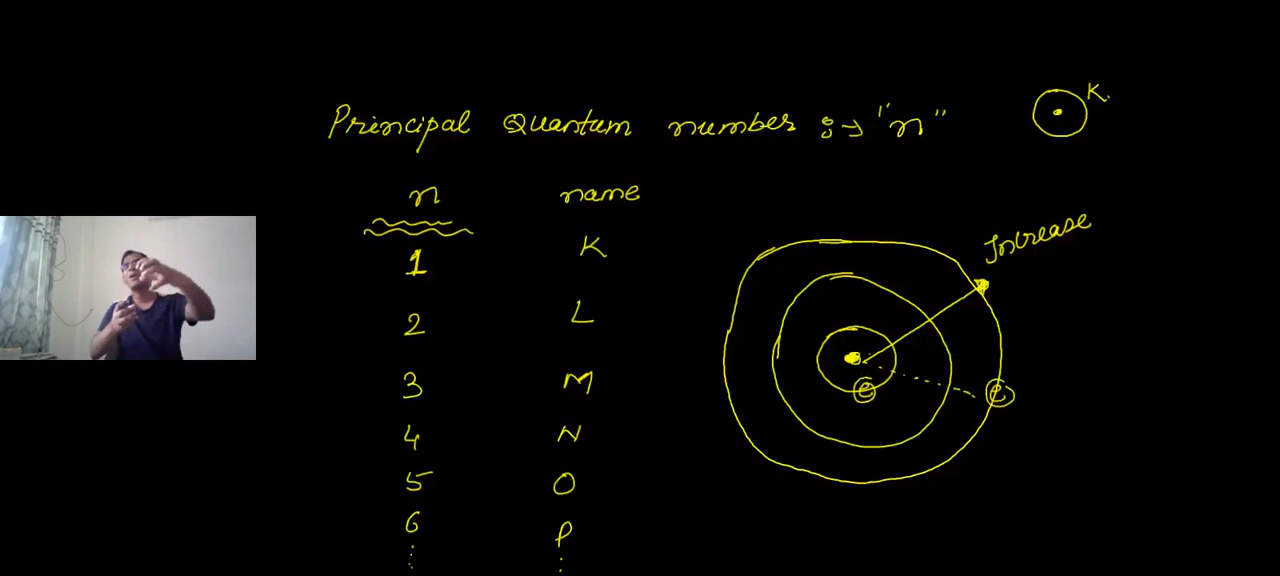 Principal Quantum number :→ "n"
K.
n name
1 K
2 L
3 M
4 N
5 O
6 P
⋮ ⋮
Increase
e e